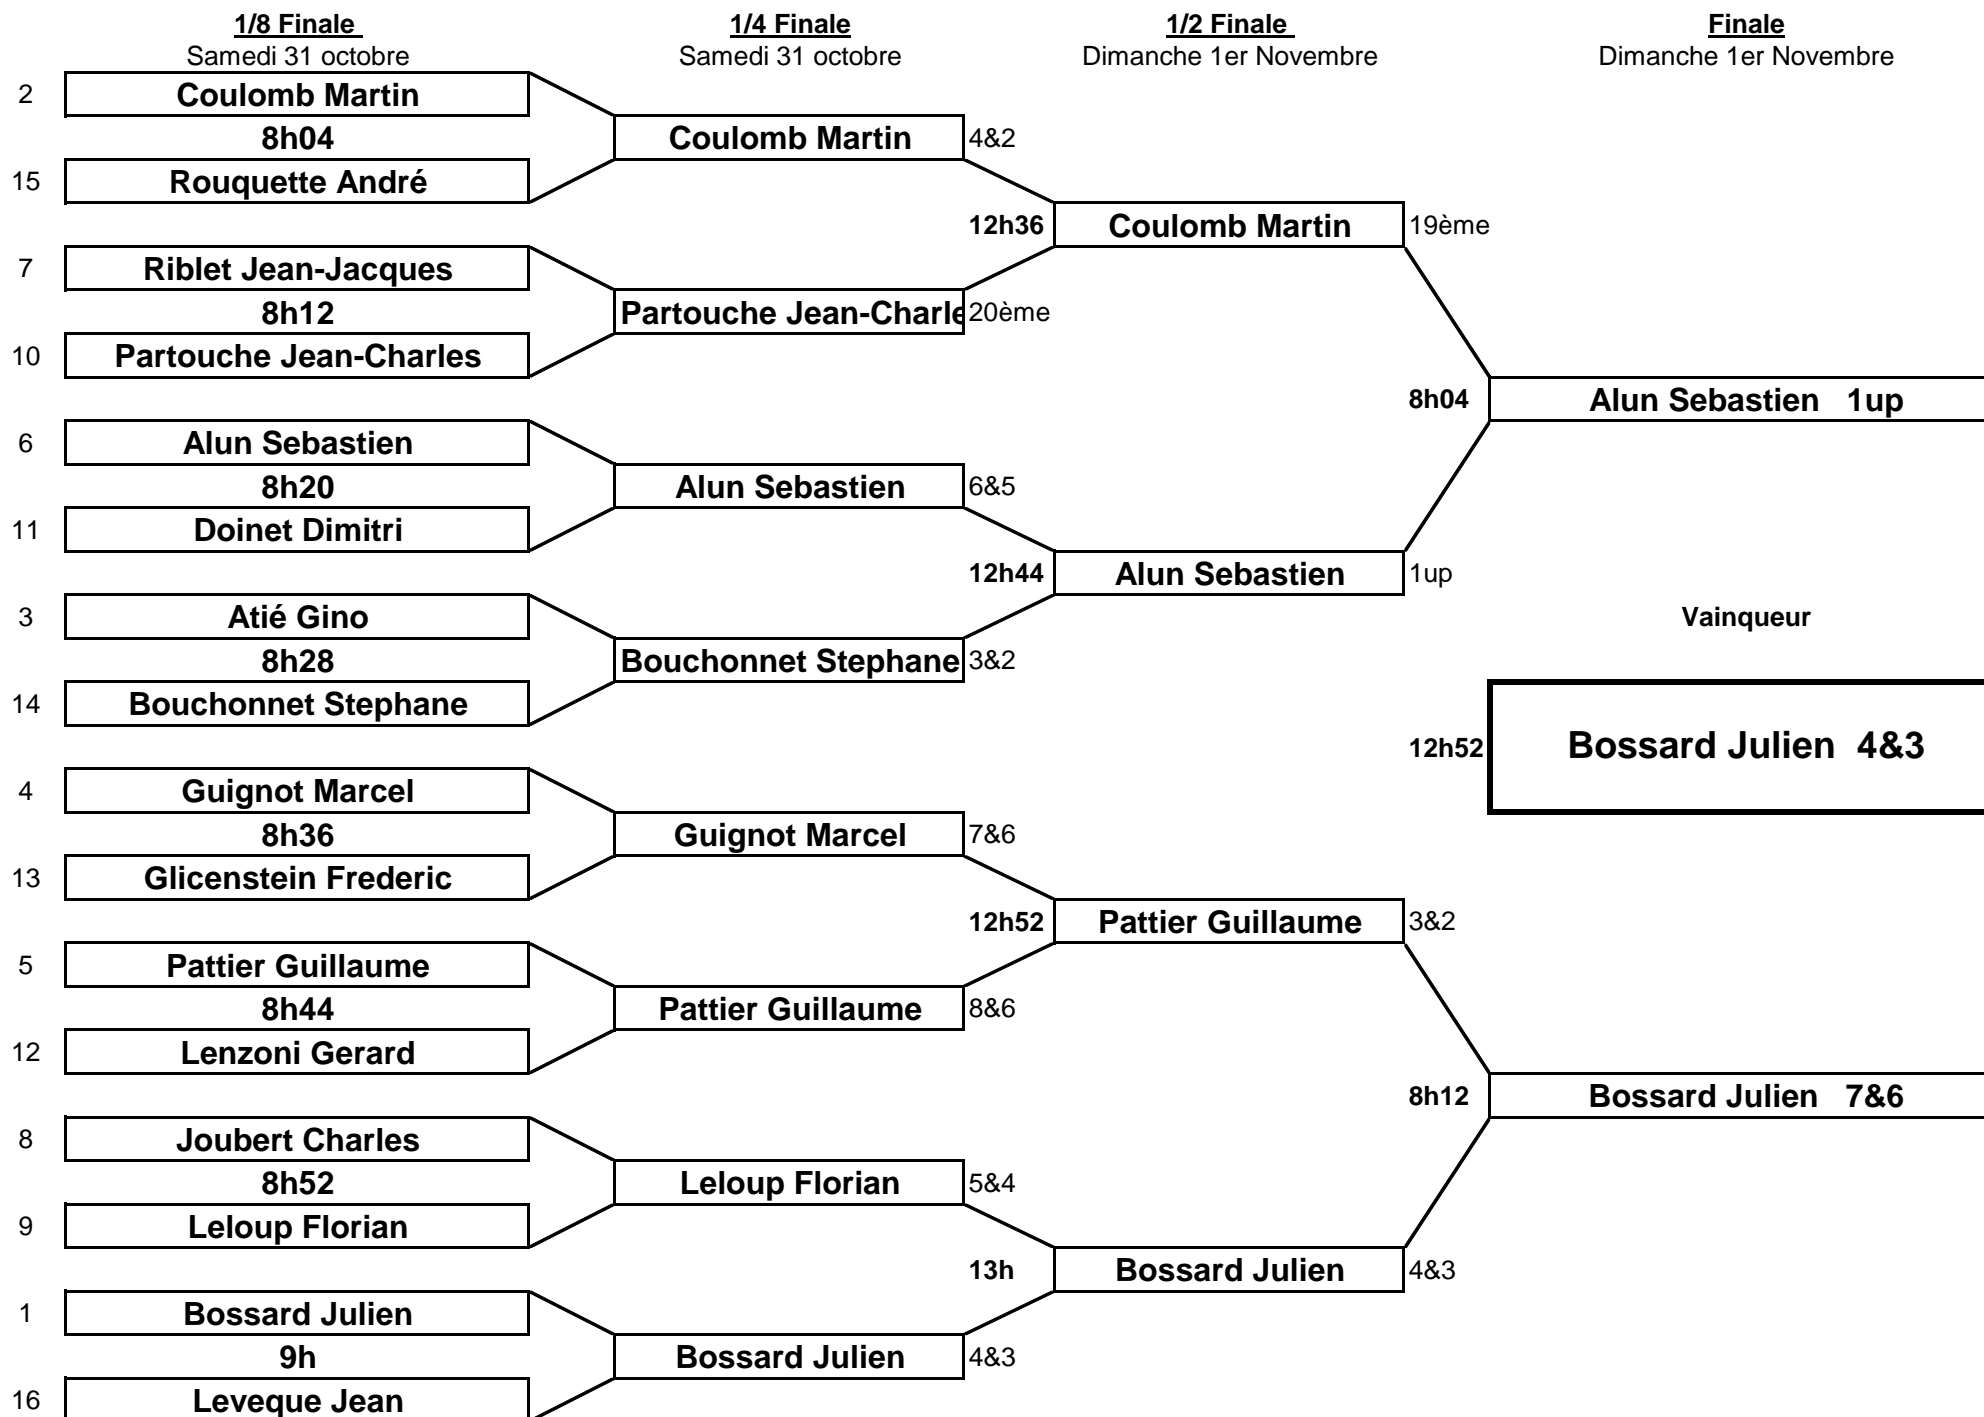 1/8 Finale
1/4 Finale
1/2 Finale
Finale
Samedi 31 octobre
Samedi 31 octobre
Dimanche 1er Novembre
Dimanche 1er Novembre
2 Coulomb Martin
8h04
Coulomb Martin 4&2
15 Rouquette André
12h36 Coulomb Martin 19ème
7 Riblet Jean-Jacques
8h12
Partouche Jean-Charle 20ème
10 Partouche Jean-Charles
8h04 Alun Sebastien 1up
6 Alun Sebastien
8h20
Alun Sebastien 6&5
11 Doinet Dimitri
12h44 Alun Sebastien 1up
3 Atié Gino
Vainqueur
8h28
Bouchonnet Stephane 3&2
14 Bouchonnet Stephane
12h52 Bossard Julien 4&3
4 Guignot Marcel
8h36
Guignot Marcel 7&6
13 Glicenstein Frederic
12h52 Pattier Guillaume 3&2
5 Pattier Guillaume
8h44
Pattier Guillaume 8&6
12 Lenzoni Gerard
8h12 Bossard Julien 7&6
8 Joubert Charles
8h52
Leloup Florian 5&4
9 Leloup Florian
13h Bossard Julien 4&3
1 Bossard Julien
9h
Bossard Julien 4&3
16 Leveque Jean